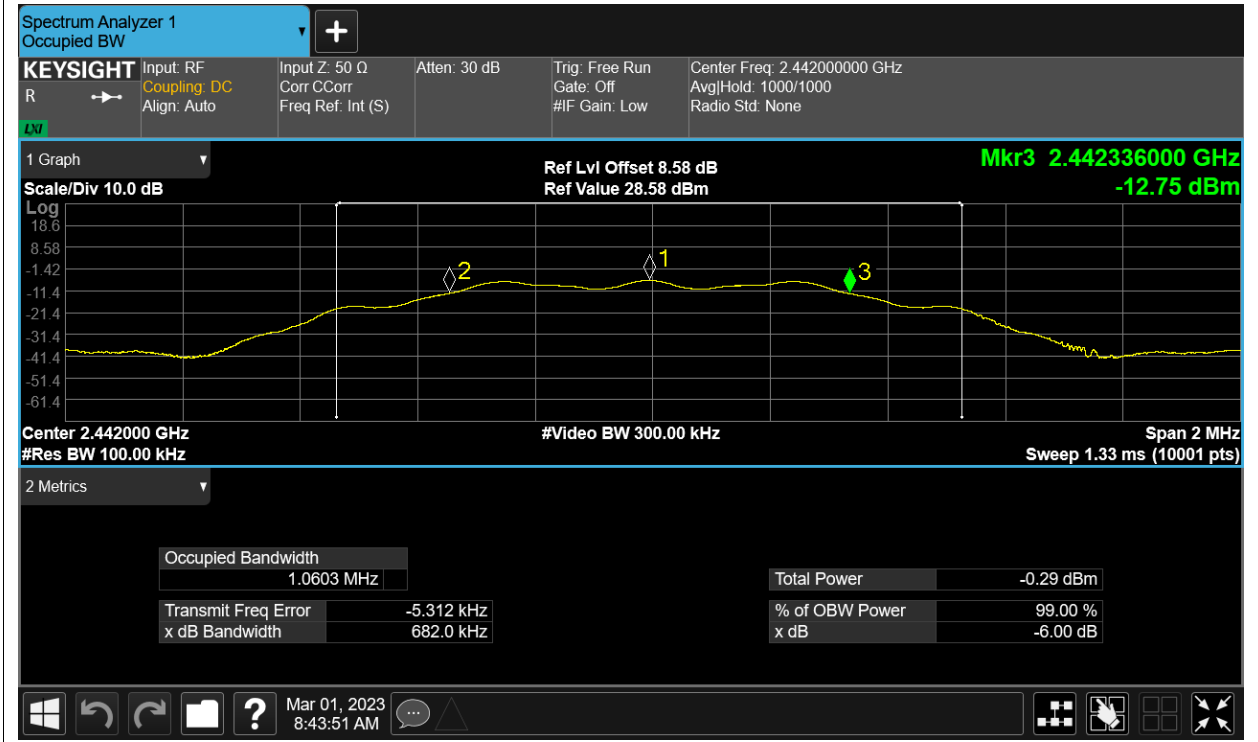 Spectrum Analyzer 1
Occupied BW
KEYSIGHT
R
LXI
Input: RF
Coupling: DC
Align: Auto
Input Z: 50 Ω
Corr CCorr
Freq Ref: Int (S)
Atten: 30 dB
Trig: Free Run
Gate: Off
#IF Gain: Low
Center Freq: 2.442000000 GHz
Avg|Hold: 1000/1000
Radio Std: None
1 Graph
Scale/Div 10.0 dB
Ref Lvl Offset 8.58 dB
Ref Value 28.58 dBm
Mkr3 2.442336000 GHz
-12.75 dBm
Log
18.6
8.58
-1.42
-11.4
-21.4
-31.4
-41.4
-51.4
-61.4
2
1
3
Center 2.442000 GHz
#Res BW 100.00 kHz
#Video BW 300.00 kHz
Span 2 MHz
Sweep 1.33 ms (10001 pts)
2 Metrics
Occupied Bandwidth
1.0603 MHz
Transmit Freq Error -5.312 kHz
x dB Bandwidth 682.0 kHz
Total Power -0.29 dBm
% of OBW Power 99.00 %
x dB -6.00 dB
?
Mar 01, 2023
8:43:51 AM